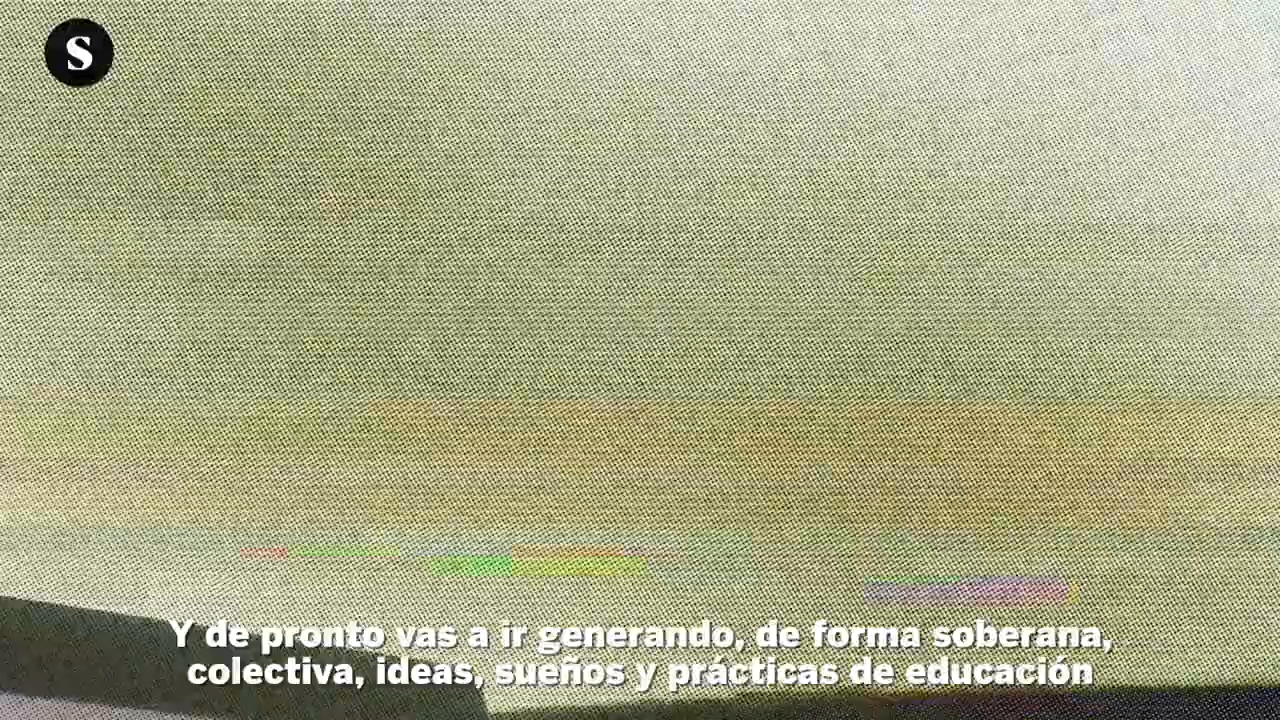 S
Y de pronto vas a ir generando, de forma soberana,
colectiva, ideas, sueños y prácticas de educación